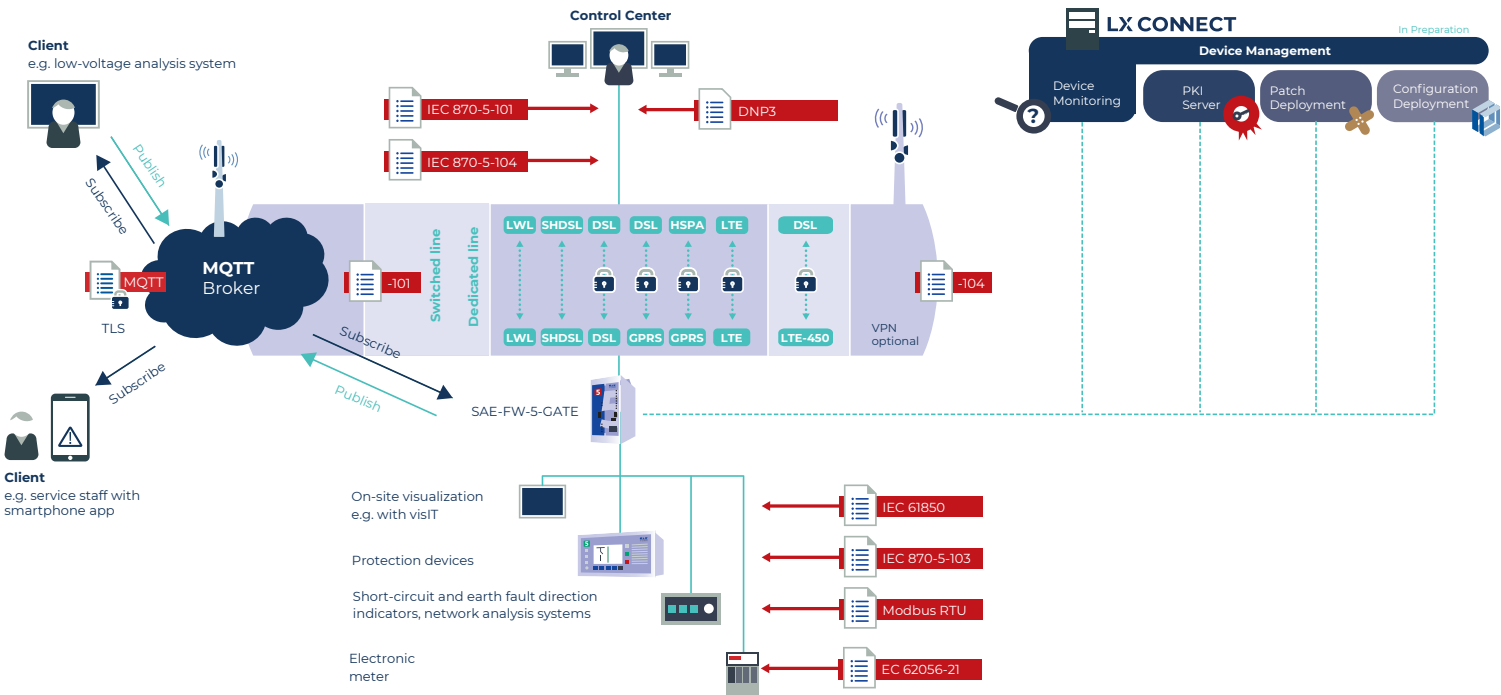 Control Center
LX CONNECT
In Preparation
Device Management
Device
Monitoring
PKI
Server
Patch
Deployment
Configuration
Deployment
Client
e.g. low-voltage analysis system
IEC 870-5-101
DNP3
IEC 870-5-104
Publish
Subscribe
MQTT
Broker
MQTT
TLS
-101
Switched line
Dedicated line
LWL
SHDSL
DSL
DSL
HSPA
LTE
DSL
LWL
SHDSL
DSL
GPRS
GPRS
LTE
LTE-450
VPN
optional
-104
Subscribe
Publish
Subscribe
SAE-FW-5-GATE
Client
e.g. service staff with
smartphone app
On-site visualization
e.g. with visIT
IEC 61850
Protection devices
IEC 870-5-103
Short-circuit and earth fault direction
indicators, network analysis systems
Modbus RTU
Electronic
meter
EC 62056-21